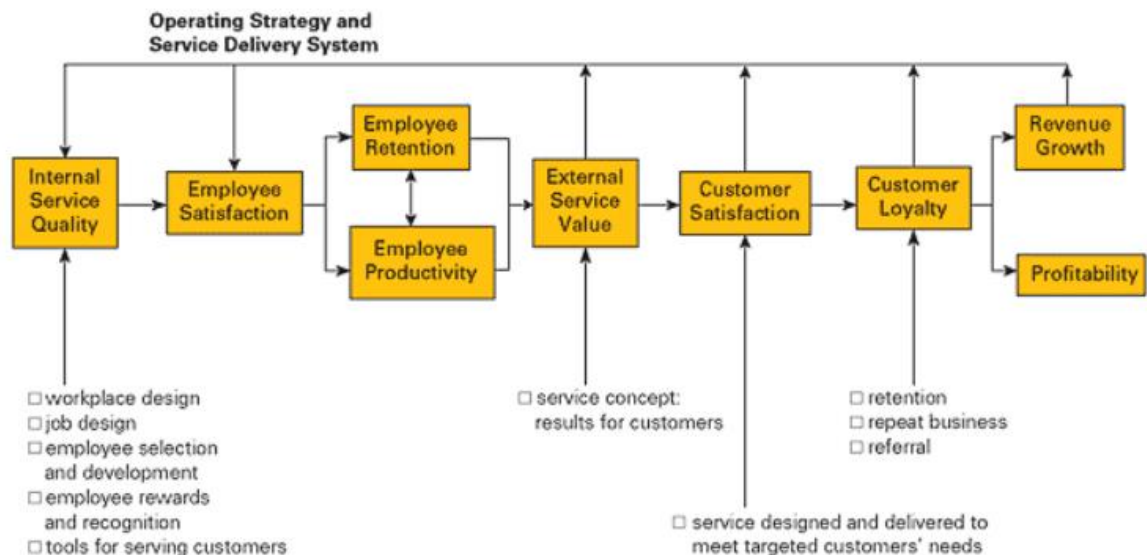 Operating Strategy and
Service Delivery System
Internal
Service
Quality
Employee
Satisfaction
Employee
Retention
Employee
Productivity
External
Service
Value
Customer
Satisfaction
Customer
Loyalty
Revenue
Growth
Profitability
□ workplace design
□ job design
□ employee selection
and development
□ employee rewards
and recognition
□ tools for serving customers
□ service concept:
results for customers
□ service designed and delivered to
meet targeted customers' needs
□ retention
□ repeat business
□ referral